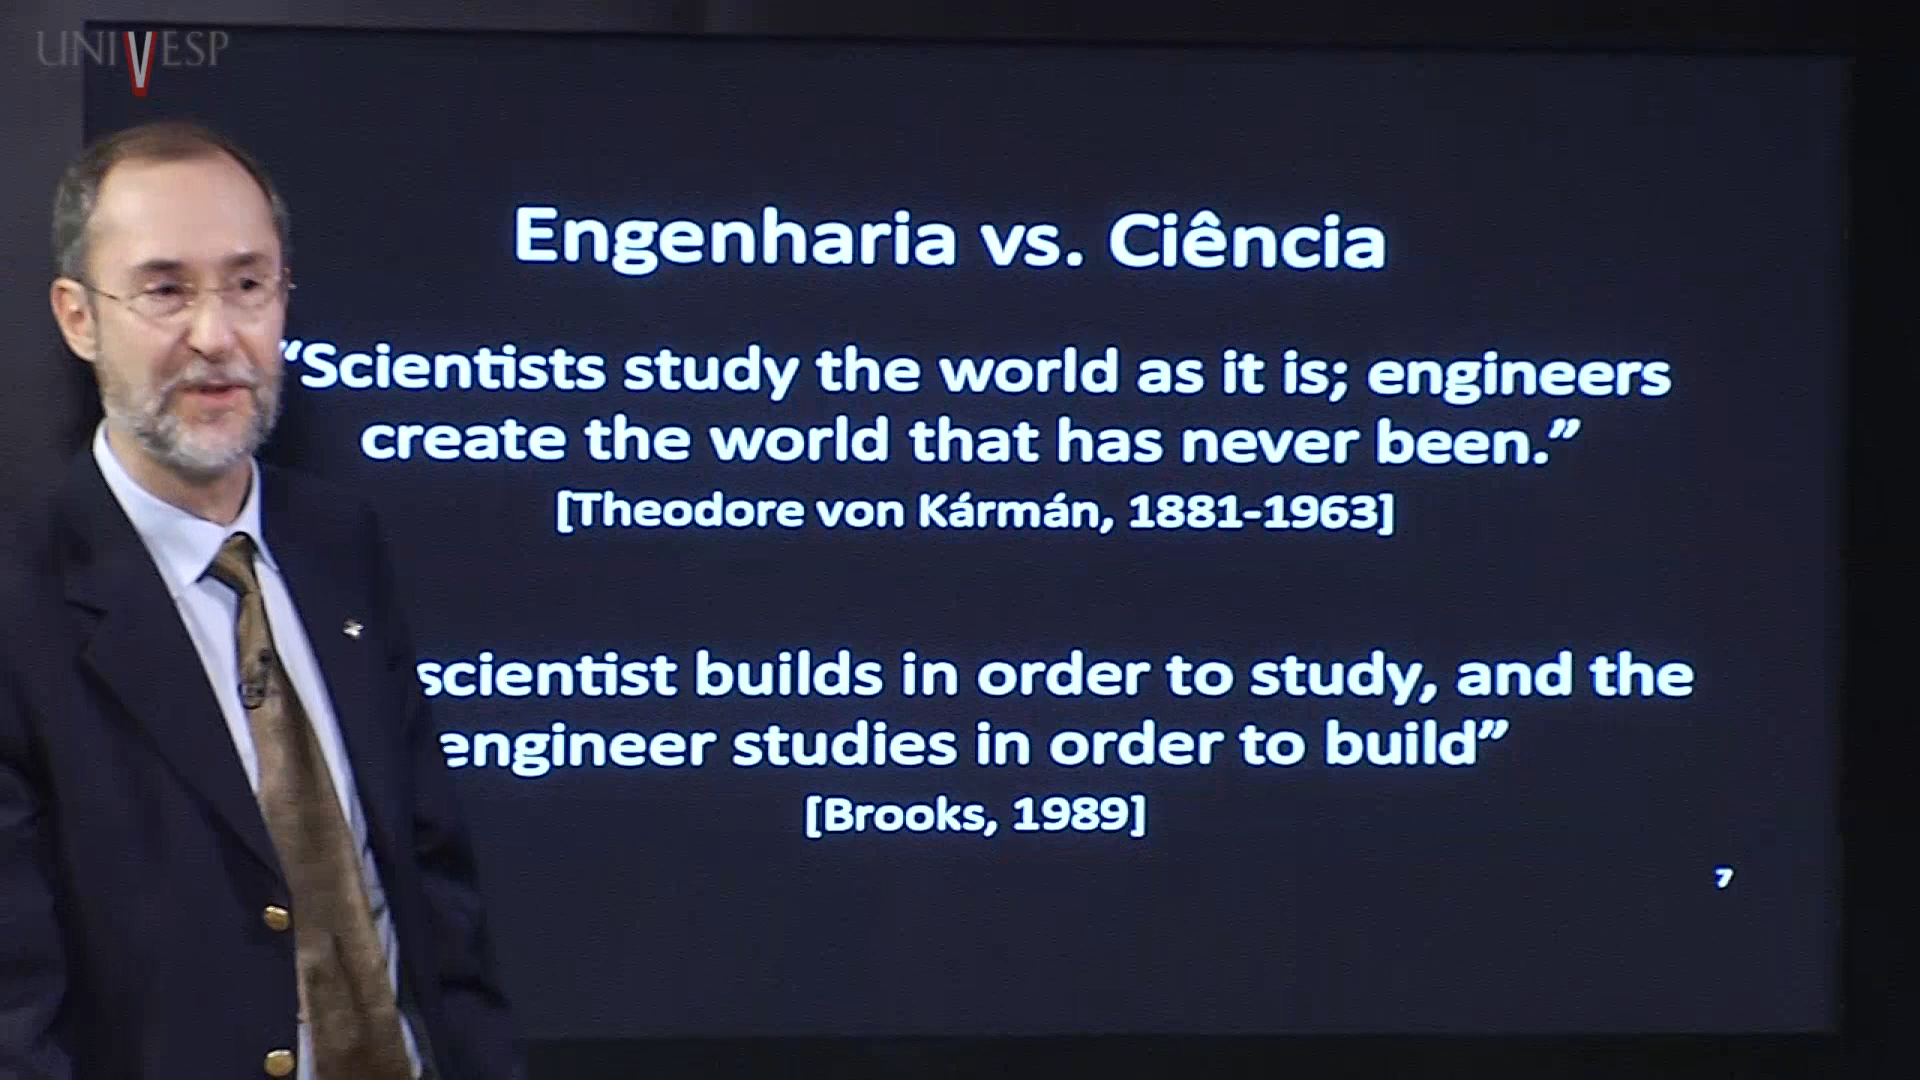 UNIVESP
Engenharia vs. Ciência
“Scientists study the world as it is; engineers
create the world that has never been.”
[Theodore von Kármán, 1881-1963]
scientist builds in order to study, and the
engineer studies in order to build”
[Brooks, 1989]
7